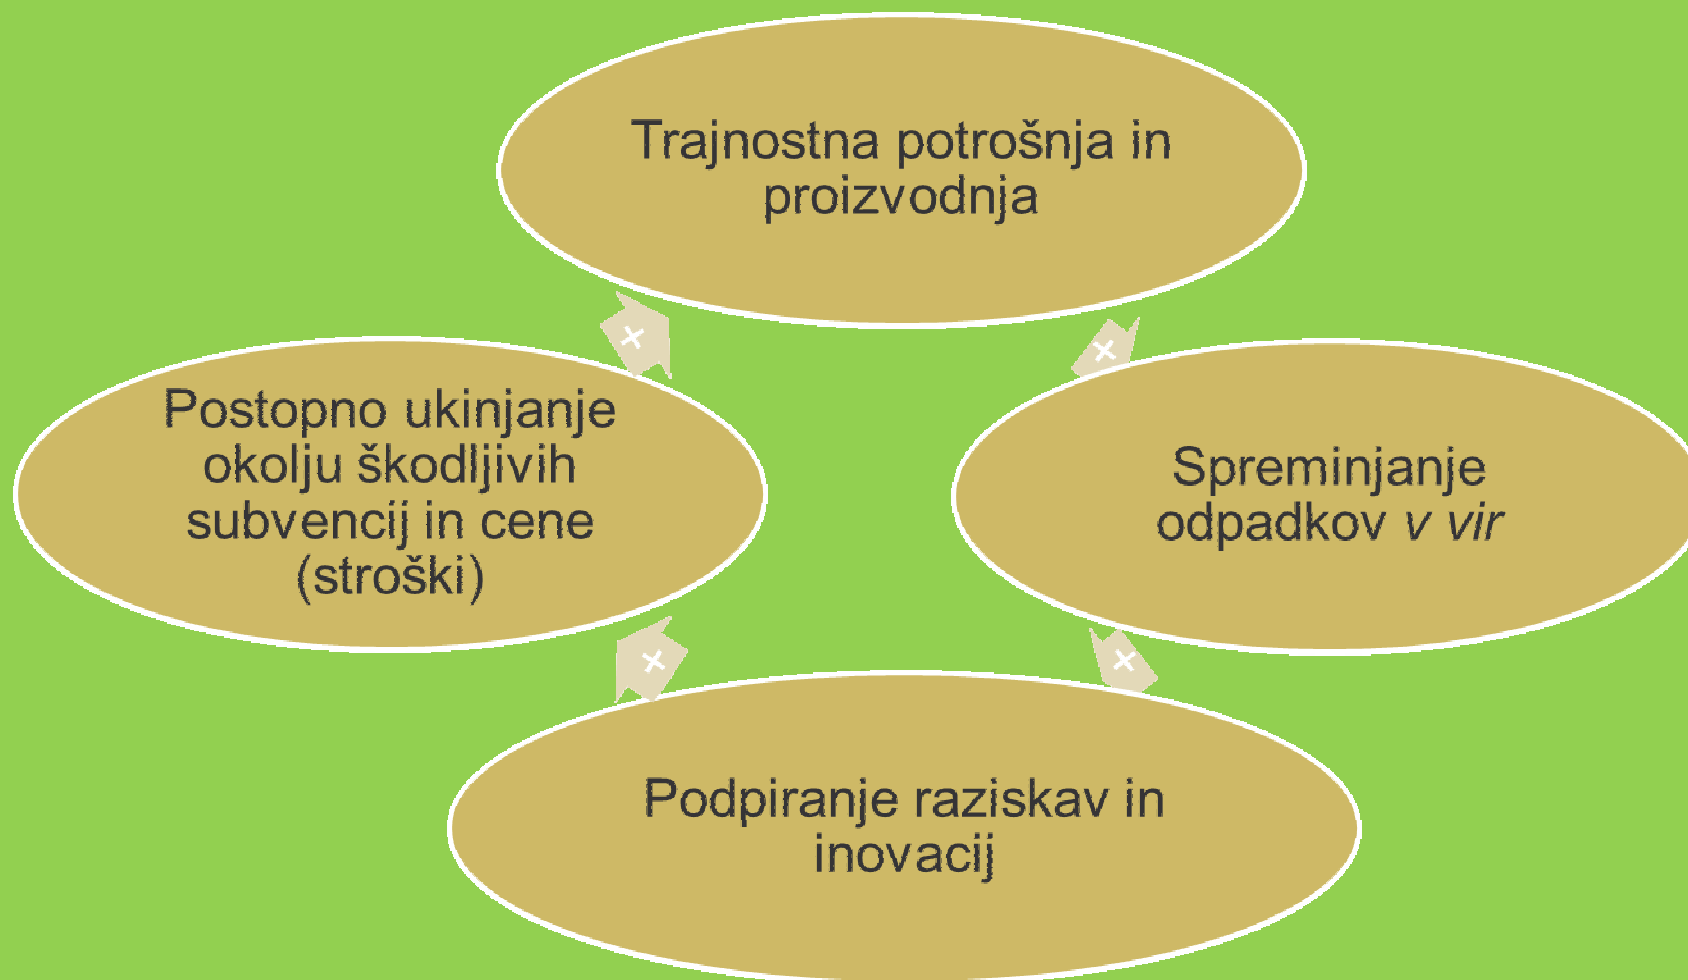 Trajnostna potrošnja in
proizvodnja
Spreminjanje
odpadkov v vir
Podpiranje raziskav in
inovacij
Postopno ukinjanje
okolju škodljivih
subvencij in cene
(stroški)